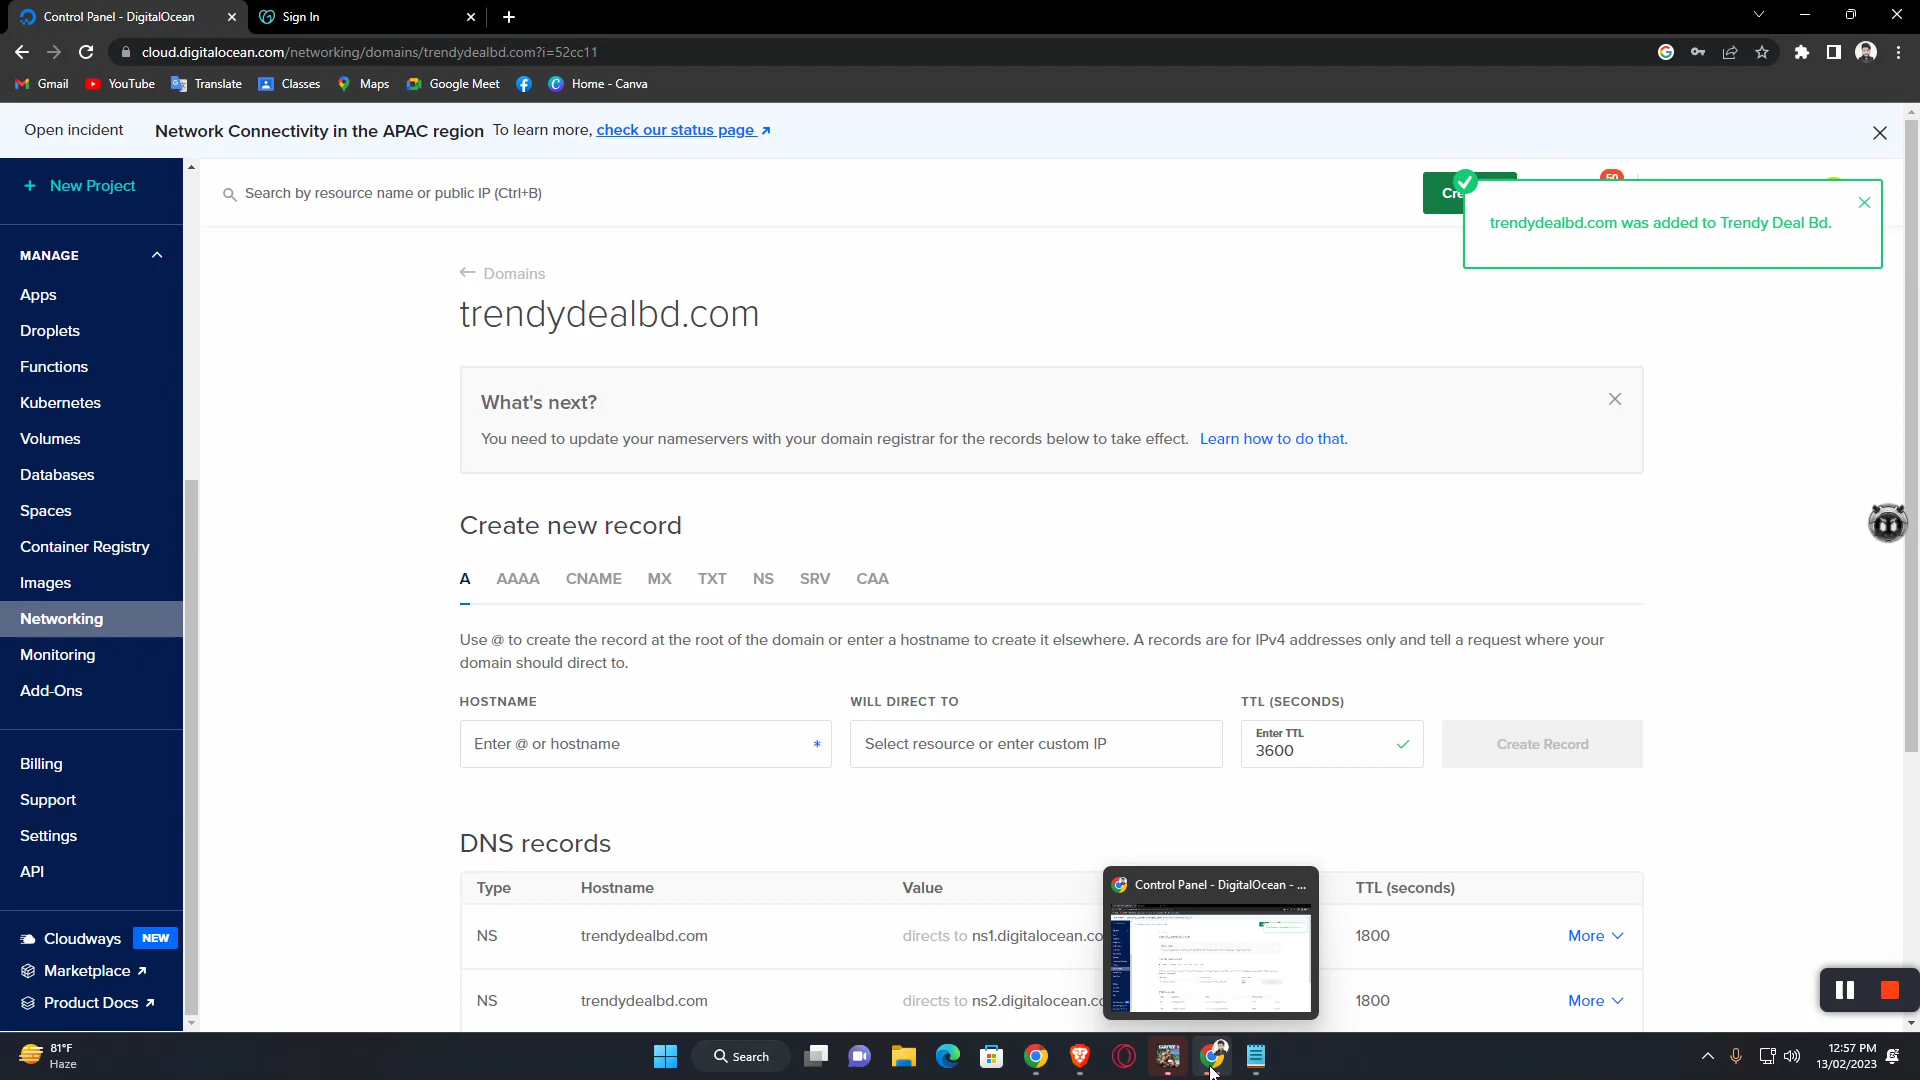 Control Panel - DigitalOcean
Sign In
cloud.digitalocean.com/networking/domains/trendydealbd.com?i=52cc11
Gmail
YouTube
Translate
Classes
Maps
Google Meet
Home - Canva
Open incident
Network Connectivity in the APAC region To learn more, check our status page ↗
+ New Project
Search by resource name or public IP (Ctrl+B)
Cre
50
trendydealbd.com was added to Trendy Deal Bd.
MANAGE
Apps
Droplets
Functions
Kubernetes
Volumes
Databases
Spaces
Container Registry
Images
Networking
Monitoring
Add-Ons
Billing
Support
Settings
API
Cloudways NEW
Marketplace ↗
Product Docs ↗
← Domains
trendydealbd.com
What's next?
You need to update your nameservers with your domain registrar for the records below to take effect. Learn how to do that.
Create new record
A AAAA CNAME MX TXT NS SRV CAA
Use @ to create the record at the root of the domain or enter a hostname to create it elsewhere. A records are for IPv4 addresses only and tell a request where your
domain should direct to.
HOSTNAME WILL DIRECT TO TTL (SECONDS)
Enter @ or hostname *
Select resource or enter custom IP
Enter TTL
3600
Create Record
DNS records
Type Hostname Value TTL (seconds)
NS trendydealbd.com directs to ns1.digitalocean.co 1800 More
NS trendydealbd.com directs to ns2.digitalocean.cc 1800 More
Control Panel - DigitalOcean - ...
81°F
Haze
Search
12:57 PM
13/02/2023